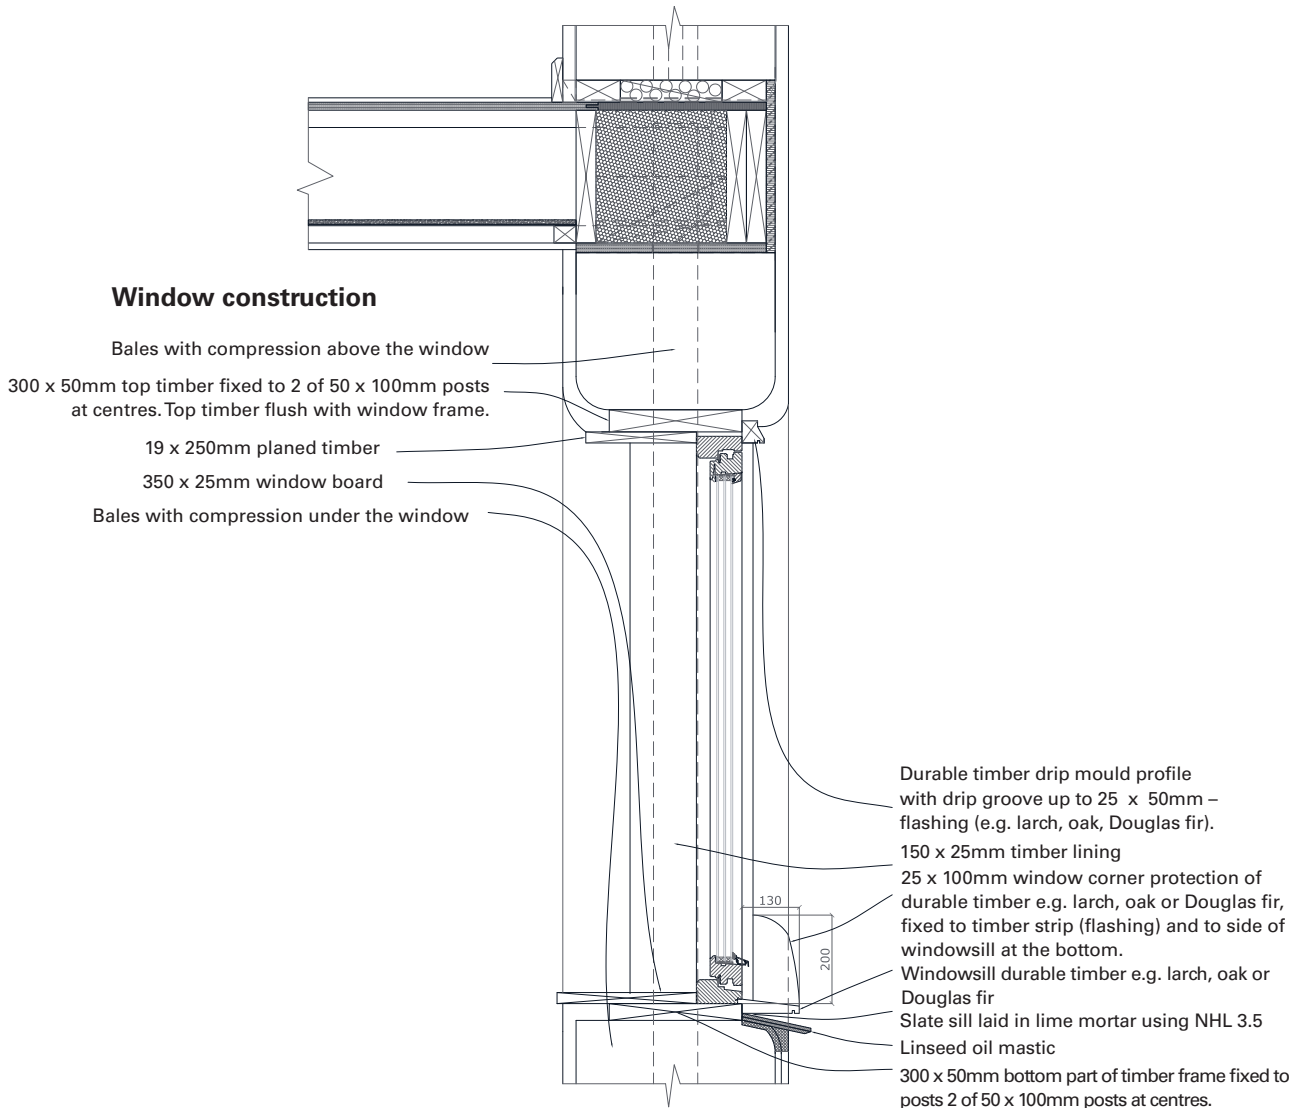 Window construction
Bales with compression above the window
300 x 50mm top timber fixed to 2 of 50 x 100mm posts
at centres. Top timber flush with window frame.
19 x 250mm planed timber
350 x 25mm window board
Bales with compression under the window
Durable timber drip mould profile
with drip groove up to 25 x 50mm –
flashing (e.g. larch, oak, Douglas fir).
150 x 25mm timber lining
25 x 100mm window corner protection of
durable timber e.g. larch, oak or Douglas fir,
fixed to timber strip (flashing) and to side of
windowsill at the bottom.
130
200
Windowsill durable timber e.g. larch, oak or
Douglas fir
Slate sill laid in lime mortar using NHL 3.5
Linseed oil mastic
300 x 50mm bottom part of timber frame fixed to
posts 2 of 50 x 100mm posts at centres.